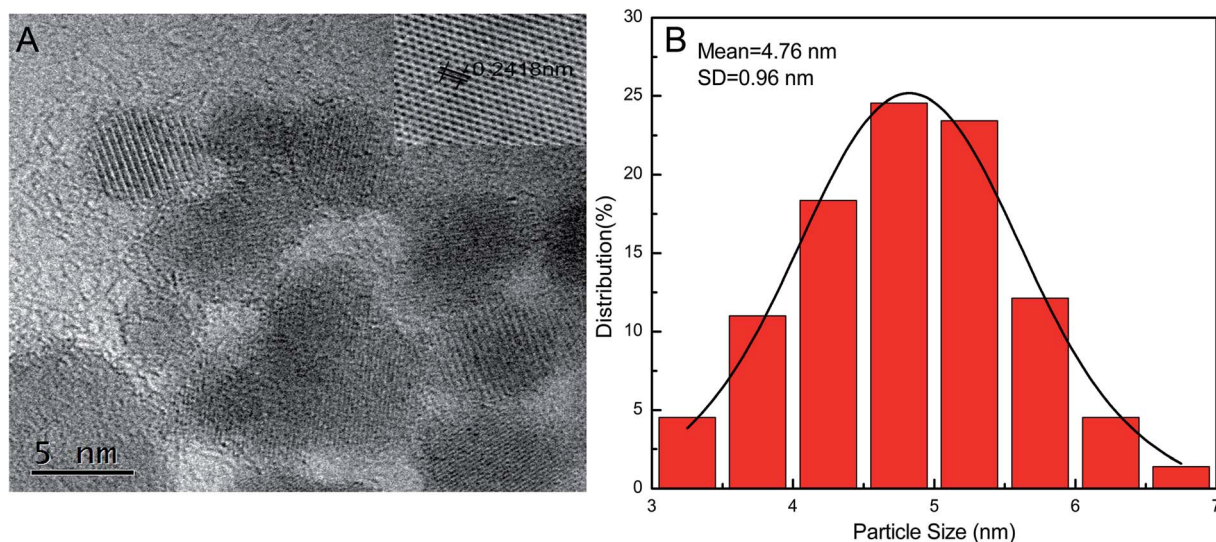 A
0.2418nm
5 nm
B
Mean=4.76 nm
SD=0.96 nm
Distribution(%)
30
25
20
15
10
5
0
3 4 5 6 7
Particle Size (nm)